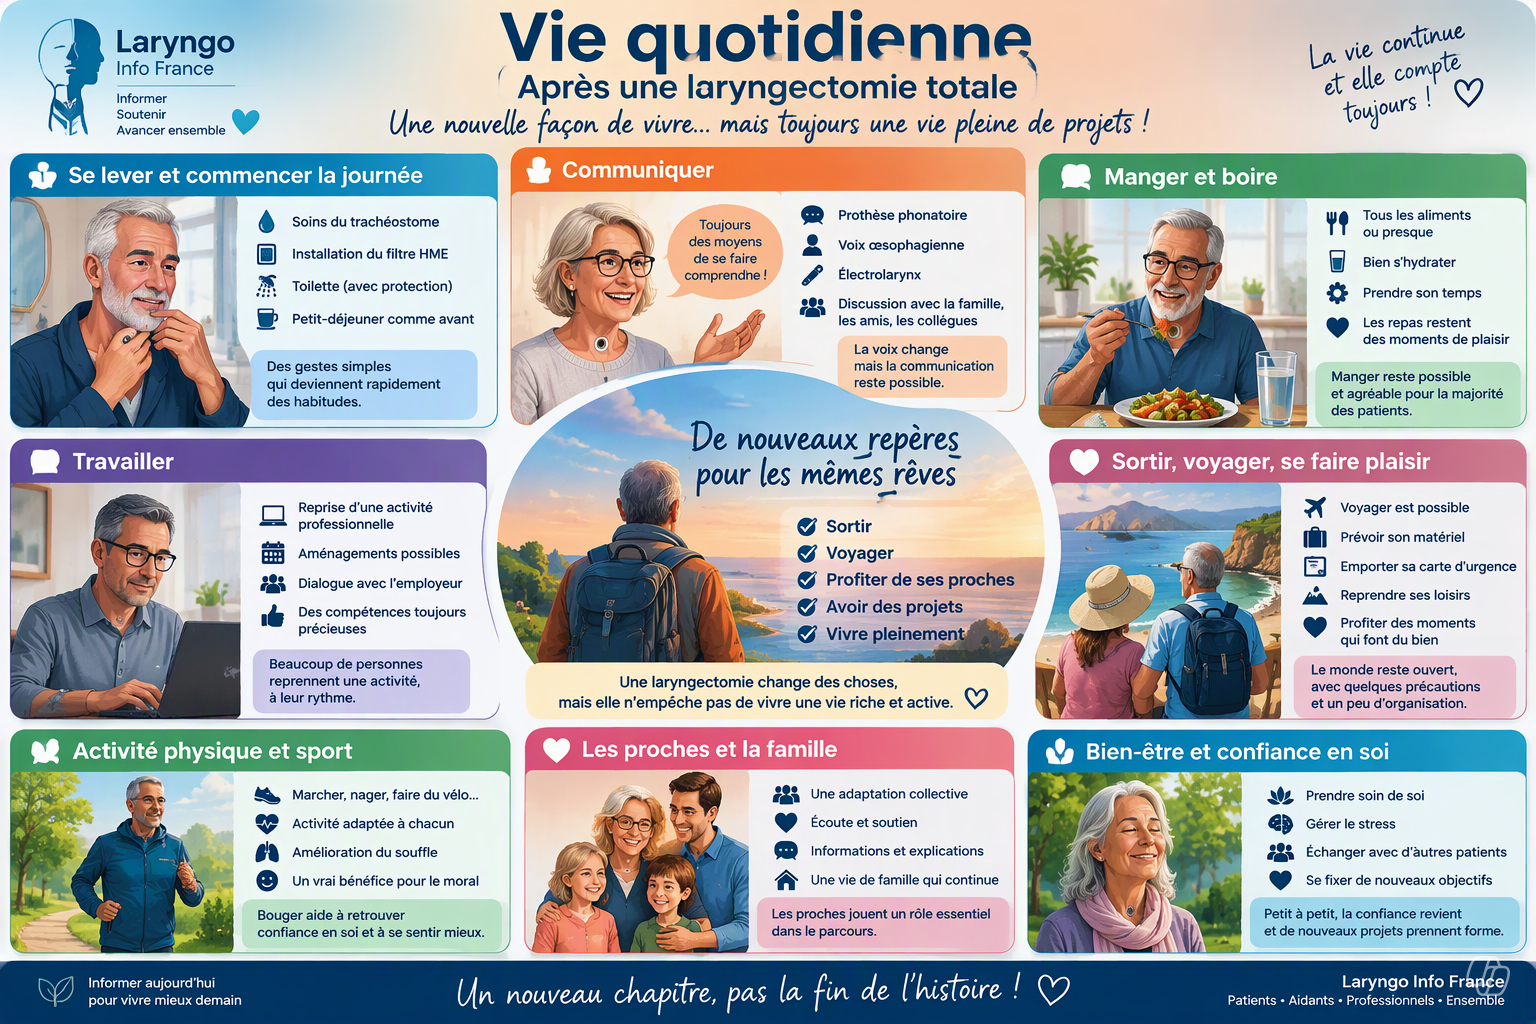 Laryngo
Info France
Informer
Soutenir
Avancer ensemble
Vie quotidienne
Après une laryngectomie totale
Une nouvelle façon de vivre... mais toujours une vie pleine de projets !
La vie continue
et elle compte
toujours !
Se lever et commencer la journée
Soins du trachéostome
Installation du filtre HME
Toilette (avec protection)
Petit-déjeuner comme avant
Des gestes simples
qui deviennent rapidement
des habitudes.
Communiquer
Toujours
des moyens
de se faire
comprendne !
Prothèse phonatoire
Voix œsophagienne
Électrolarynx
Discussion avec la famille,
les amis, les collégues
La voix change
mais la communication
reste possible.
Manger et boire
Tous les aliments
ou presque
Bien s'hydrater
Prendre son temps
Les repas restent
des moments de plaisir
Manger reste possible
et agréable pour la majorité
des patients.
Travailler
Reprise d'une activité
professionnelle
Aménagements possibles
Dialogue avec l'employeur
Des compétences toujours
précieuses
Beaucoup de personnes
reprennent une activité,
à leur rythme.
De nouveaux repères
pour les mêmes rêves
Sortir
Voyager
Profiter de ses proches
Avoir des projets
Vivre pleinement
Une laryngectomie change des choses,
mais elle n'empêche pas de vivre une vie riche et active.
Sortir, voyager, se faire plaisir
Voyager est possible
Prévoir son matériel
Emporter sa carte d'urgence
Reprendre ses loisirs
Profiter des moments
qui font du bien
Le monde reste ouvert,
avec quelques précautions
et un peu d'organisation.
Activité physique et sport
Marcher, nager, faire du vélo...
Activité adaptée à chacun
Amélioration du souffle
Un vrai bénéfice pour le moral
Bouger aide à retrouver
confiance en soi et à se sentir mieux.
Les proches et la famille
Une adaptation collective
Écoute et soutien
Informations et explications
Une vie de famille qui continue
Les proches jouent un rôle essentiel
dans le parcours.
Bien-être et confiance en soi
Prendre soin de soi
Gérer le stress
Échanger avec d'àutres patients
Se fixer de nouveaux objectifs
Petit à petit, la confiance revient
et de nouveaux projets prennent forme.
Informer aujourd'hui
pour vivre mieux demain
Un nouveau chapitre, pas la fin de l'histoire !
Laryngo Info France
Patients • Aidants • Professionnels • Ensemble